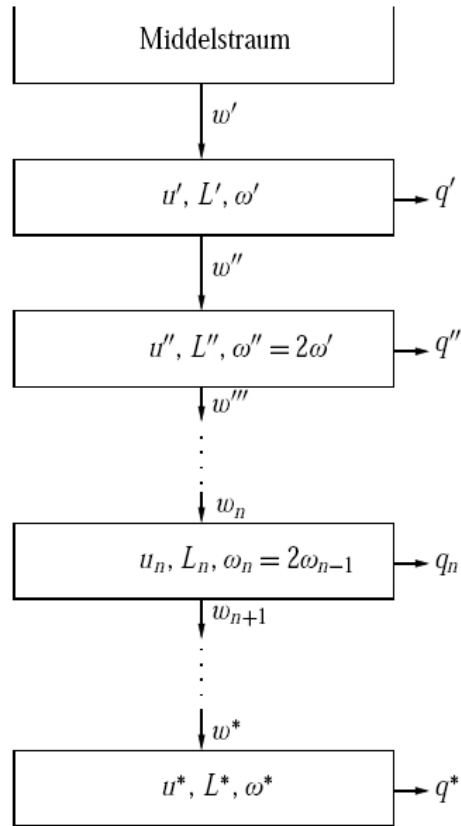 Middelstraum
w′
u′, L′, ω′
q′
w″
u″, L″, ω″ = 2ω′
q″
w‴
w_n
u_n, L_n, ω_n = 2ω_{n−1}
q_n
w_{n+1}
w*
u*, L*, ω*
q*